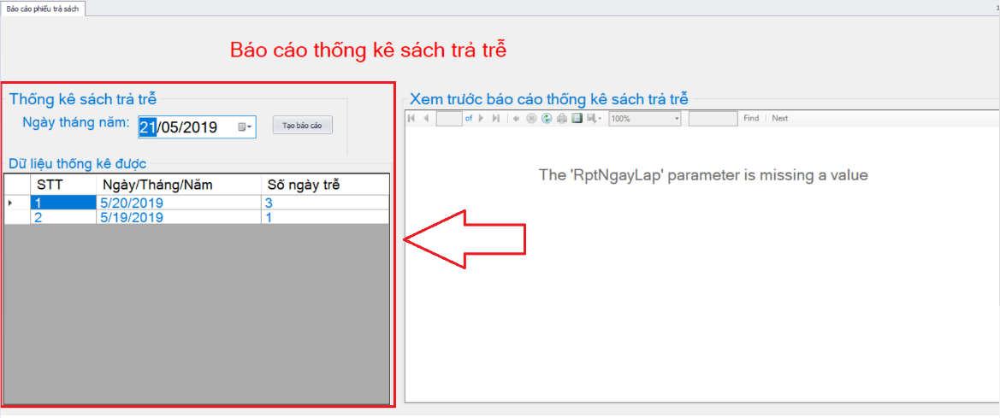 Báo cáo phiếu trả sách
Báo cáo thống kê sách trả trễ
Thống kê sách trả trễ
Ngày tháng năm: 21/05/2019 Tạo báo cáo
Dữ liệu thống kê được
STT Ngày/Tháng/Năm Số ngày trễ
1 5/20/2019 3
2 5/19/2019 1
Xem trước báo cáo thống kê sách trả trễ
of 100% Find Next
The 'RptNgayLap' parameter is missing a value